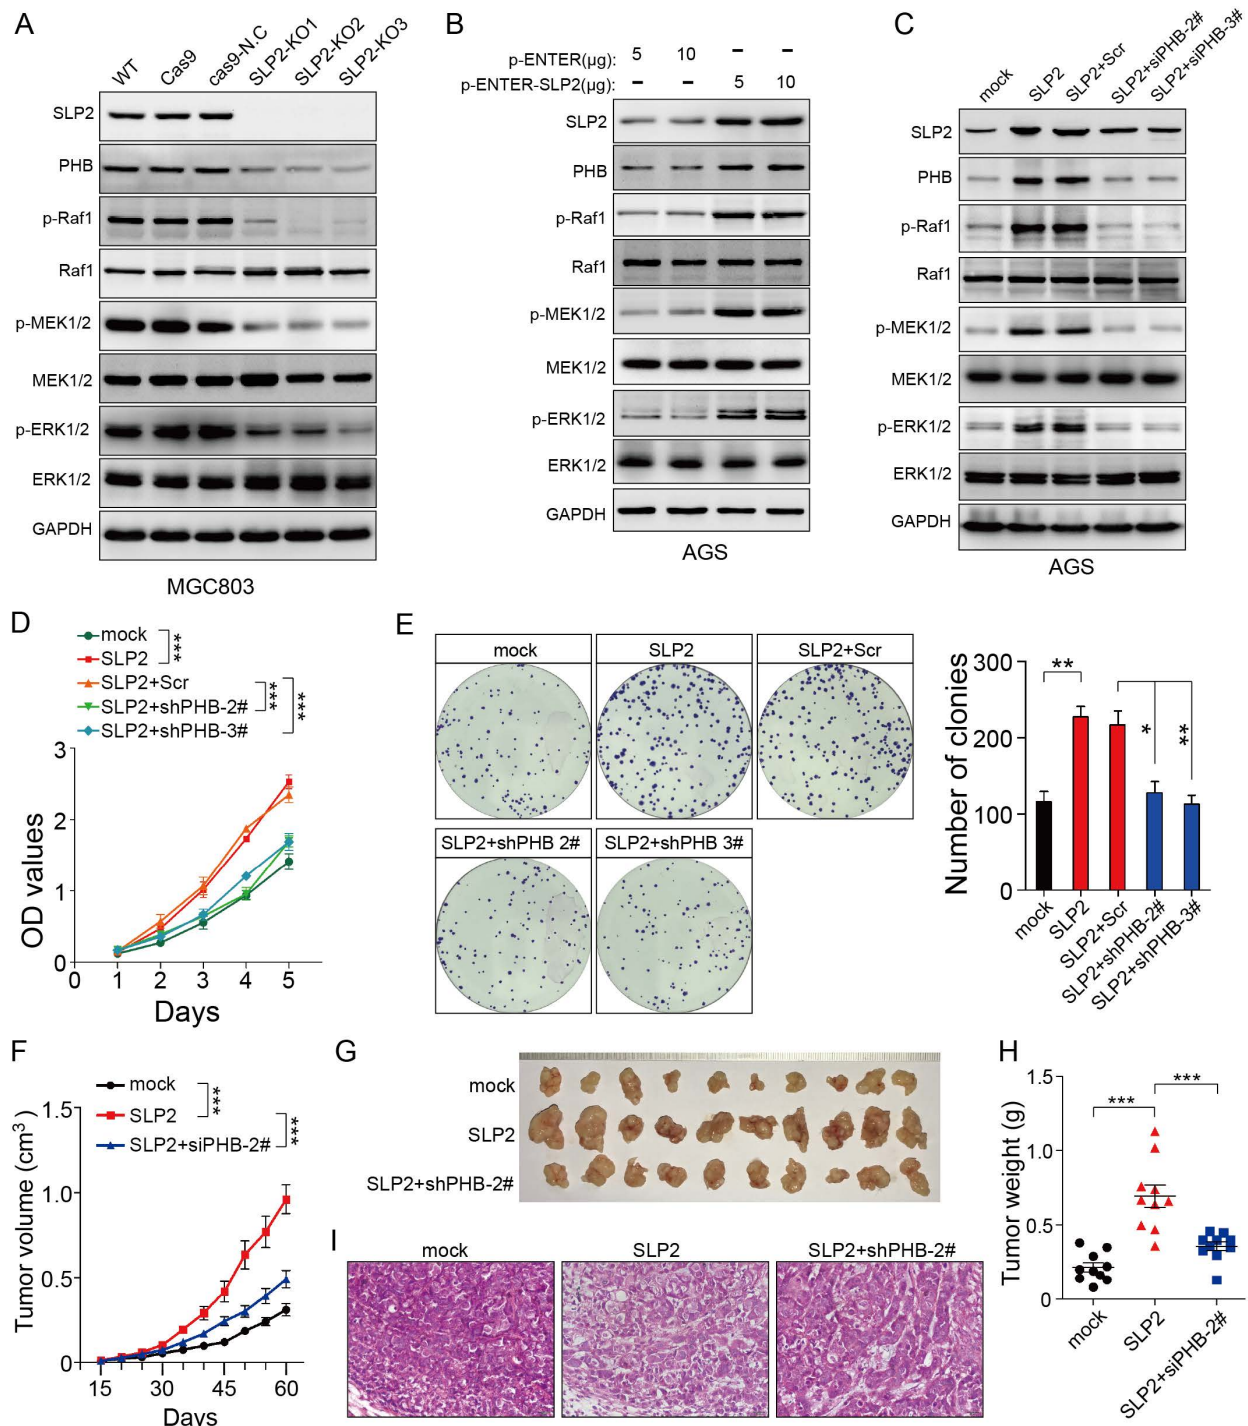 A
WT
Cas9
cas9-N.C
SLP2-KO1
SLP2-KO2
SLP2-KO3
SLP2
PHB
p-Raf1
Raf1
p-MEK1/2
MEK1/2
p-ERK1/2
ERK1/2
GAPDH
MGC803
B
p-ENTER(µg): 5 10 – –
p-ENTER-SLP2(µg): – – 5 10
SLP2
PHB
p-Raf1
Raf1
p-MEK1/2
MEK1/2
p-ERK1/2
ERK1/2
GAPDH
AGS
C
mock
SLP2
SLP2+Scr
SLP2+siPHB-2#
SLP2+siPHB-3#
SLP2
PHB
p-Raf1
Raf1
p-MEK1/2
MEK1/2
p-ERK1/2
ERK1/2
GAPDH
AGS
D
mock
SLP2
SLP2+Scr
SLP2+shPHB-2#
SLP2+shPHB-3#
***
***
***
OD values
3
2
1
0
0 1 2 3 4 5
Days
E
mock
SLP2
SLP2+Scr
SLP2+shPHB 2#
SLP2+shPHB 3#
Number of clonies
300
200
100
0
**
*
**
mock
SLP2
SLP2+Scr
SLP2+shPHB-2#
SLP2+shPHB-3#
F
mock
SLP2
SLP2+siPHB-2#
***
***
Tumor volume (cm³)
1.5
1.0
0.5
0
15 30 45 60
Days
G
mock
SLP2
SLP2+shPHB-2#
H
Tumor weight (g)
1.5
1.0
0.5
0
***
***
mock
SLP2
SLP2+siPHB-2#
I
mock
SLP2
SLP2+shPHB-2#